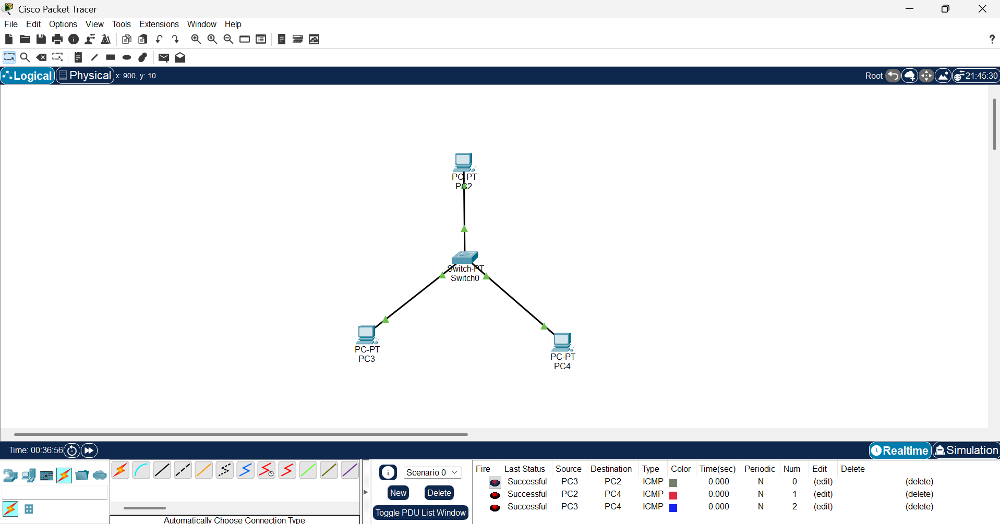 Cisco Packet Tracer
File Edit Options View Tools Extensions Window Help
?
Logical Physical x: 900, y: 10 Root 21:45:30
PC-PT
PC2
Switch-PT
Switch0
PC-PT
PC3
PC-PT
PC4
Time: 00:36:56 Realtime Simulation
Scenario 0
New Delete
Toggle PDU List Window
Automatically Choose Connection Type
Fire Last Status Source Destination Type Color Time(sec) Periodic Num Edit Delete
Successful PC3 PC2 ICMP 0.000 N 0 (edit) (delete)
Successful PC2 PC4 ICMP 0.000 N 1 (edit) (delete)
Successful PC3 PC4 ICMP 0.000 N 2 (edit) (delete)